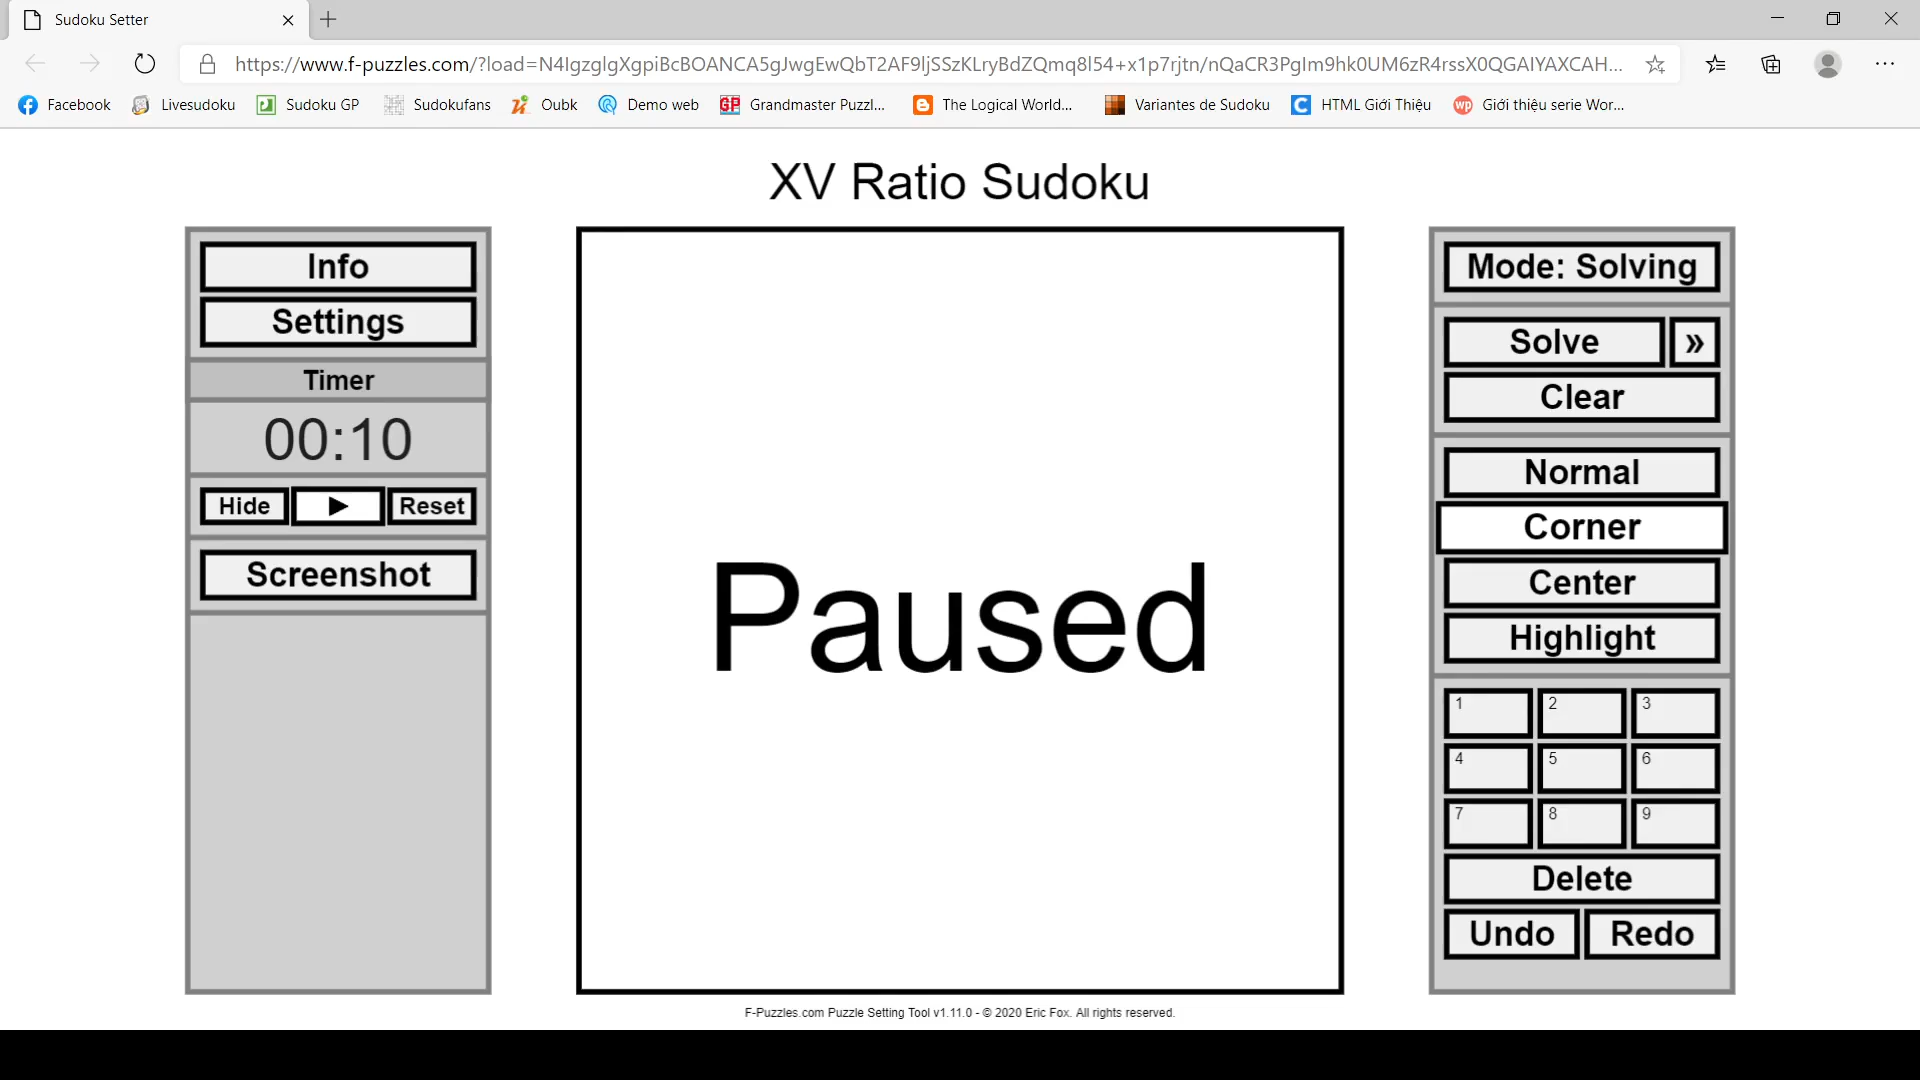 Sudoku Setter
https://www.f-puzzles.com/?load=
Facebook Livesudoku Sudoku GP Sudokufans Oubk Demo web Grandmaster Puzzl... The Logical World... Variantes de Sudoku HTML Giới Thiệu Giới thiệu serie Wor...
XV Ratio Sudoku
Info
Settings
Timer
00:10
Hide
Reset
Screenshot
Paused
Mode: Solving
Solve »
Clear
Normal
Corner
Center
Highlight
1 2 3
4 5 6
7 8 9
Delete
Undo Redo
F-Puzzles.com Puzzle Setting Tool v1.11.0 - © 2020 Eric Fox. All rights reserved.